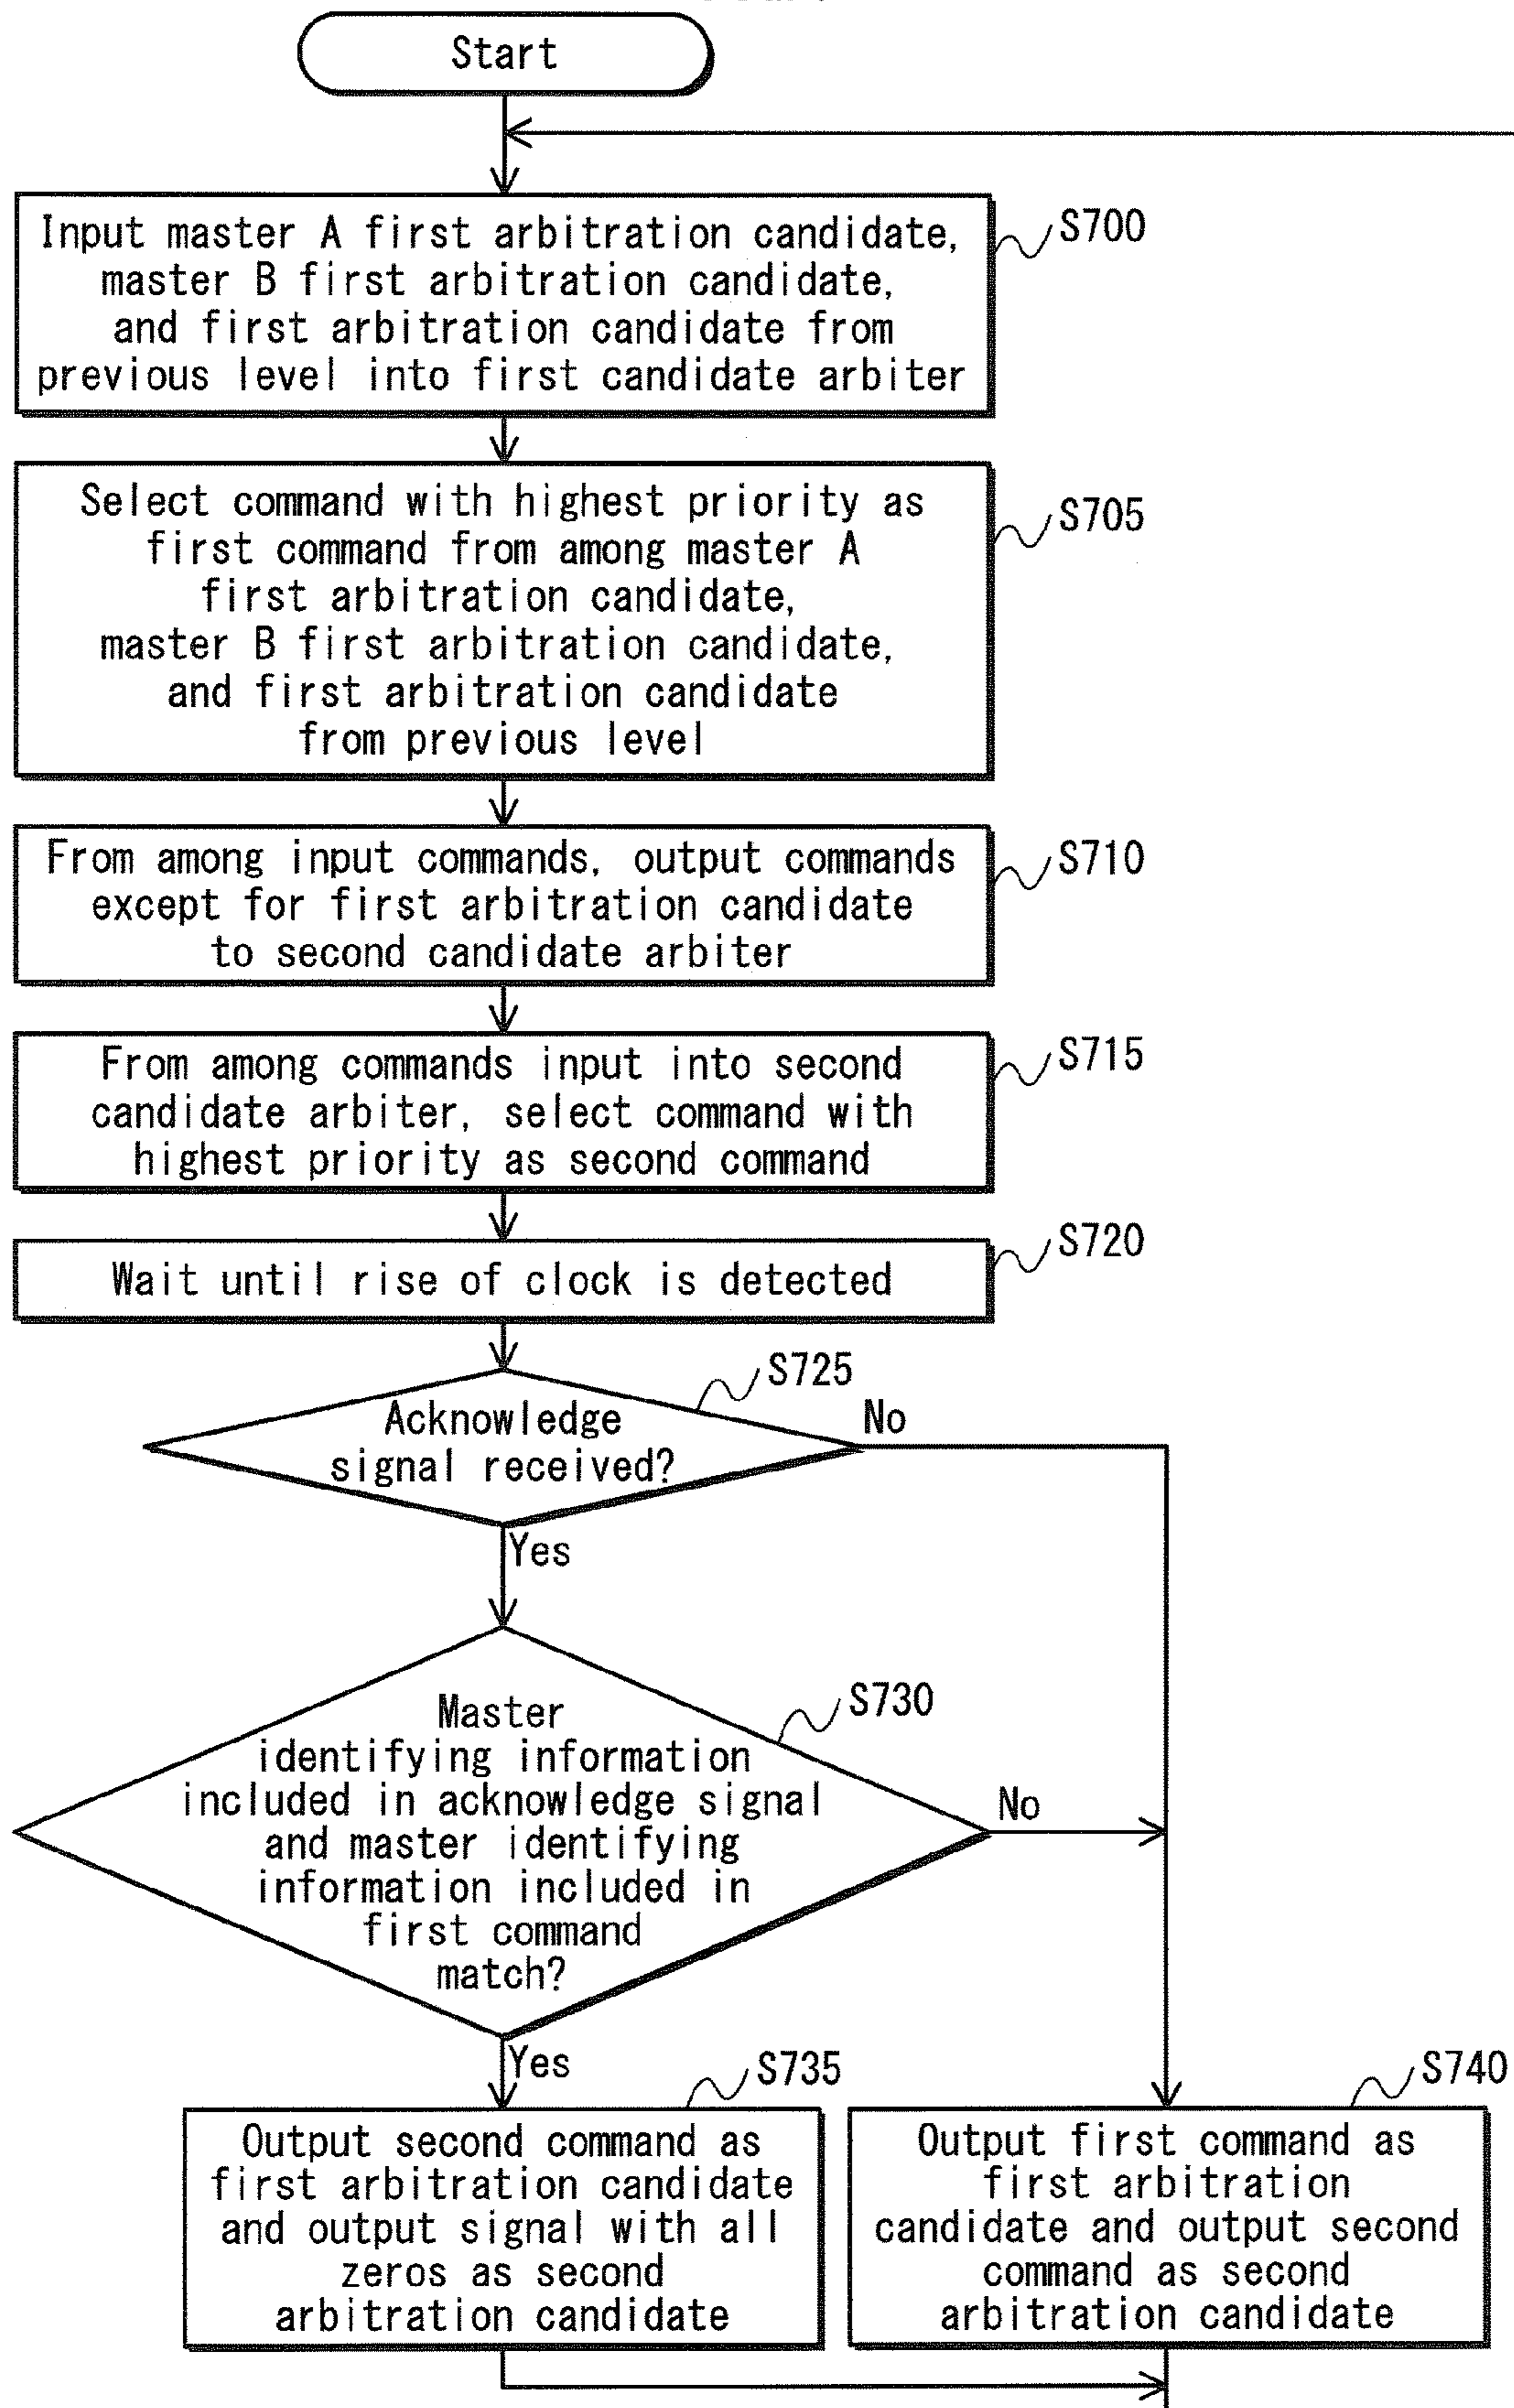 Start
Input master A first arbitration candidate,
master B first arbitration candidate,
and first arbitration candidate from
previous level into first candidate arbiter
S700
Select command with highest priority as
first command from among master A
first arbitration candidate,
master B first arbitration candidate,
and first arbitration candidate
from previous level
S705
From among input commands, output commands
except for first arbitration candidate
to second candidate arbiter
S710
From among commands input into second
candidate arbiter, select command with
highest priority as second command
S715
Wait until rise of clock is detected
S720
Acknowledge
signal received?
S725
No
Yes
Master
identifying information
included in acknowledge signal
and master identifying
information included in
first command
match?
S730
No
Yes
S735
Output second command as
first arbitration candidate
and output signal with all
zeros as second
arbitration candidate
S740
Output first command as
first arbitration
candidate and output second
command as second
arbitration candidate